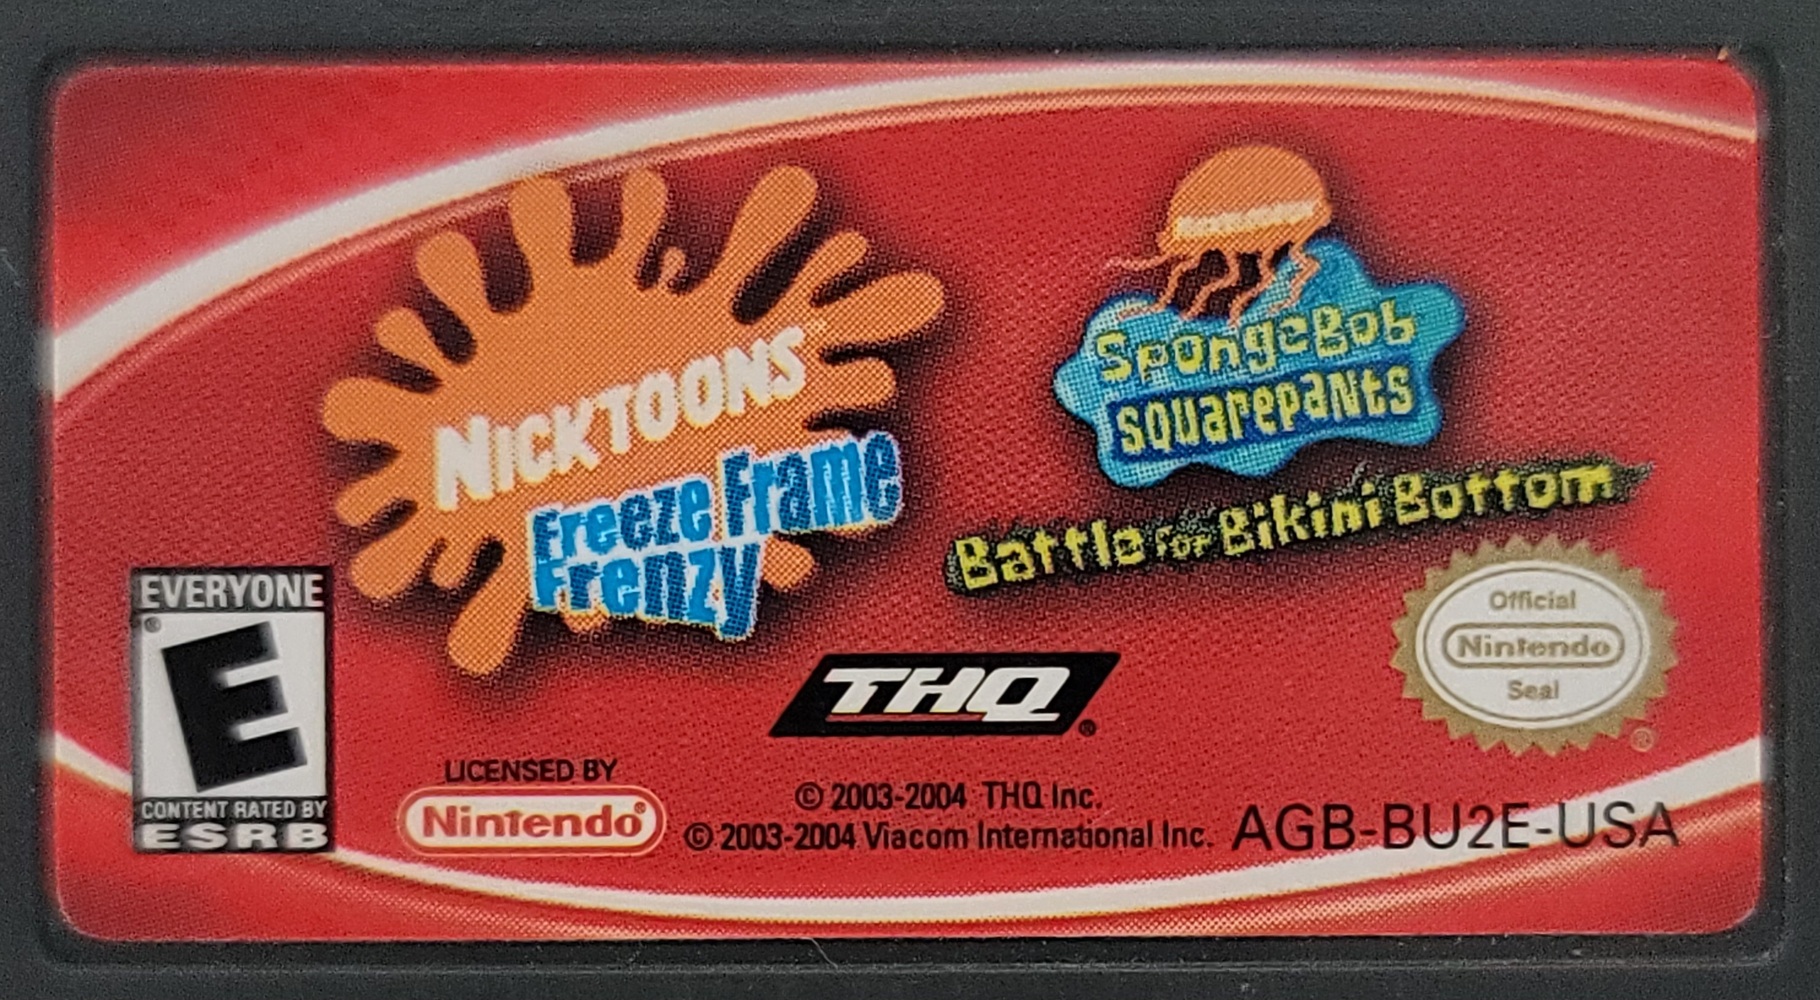 NICKTOONS
Freeze Frame
Frenzy
NICKELODEON
SpongeBob
SQUAREPANTS
Battle for Bikini Bottom
EVERYONE
®
E
CONTENT RATED BY
ESRB
THQ®
Official
Nintendo
Seal
®
LICENSED BY
Nintendo®
© 2003-2004 THQ Inc.
© 2003-2004 Viacom International Inc.
AGB-BU2E-USA